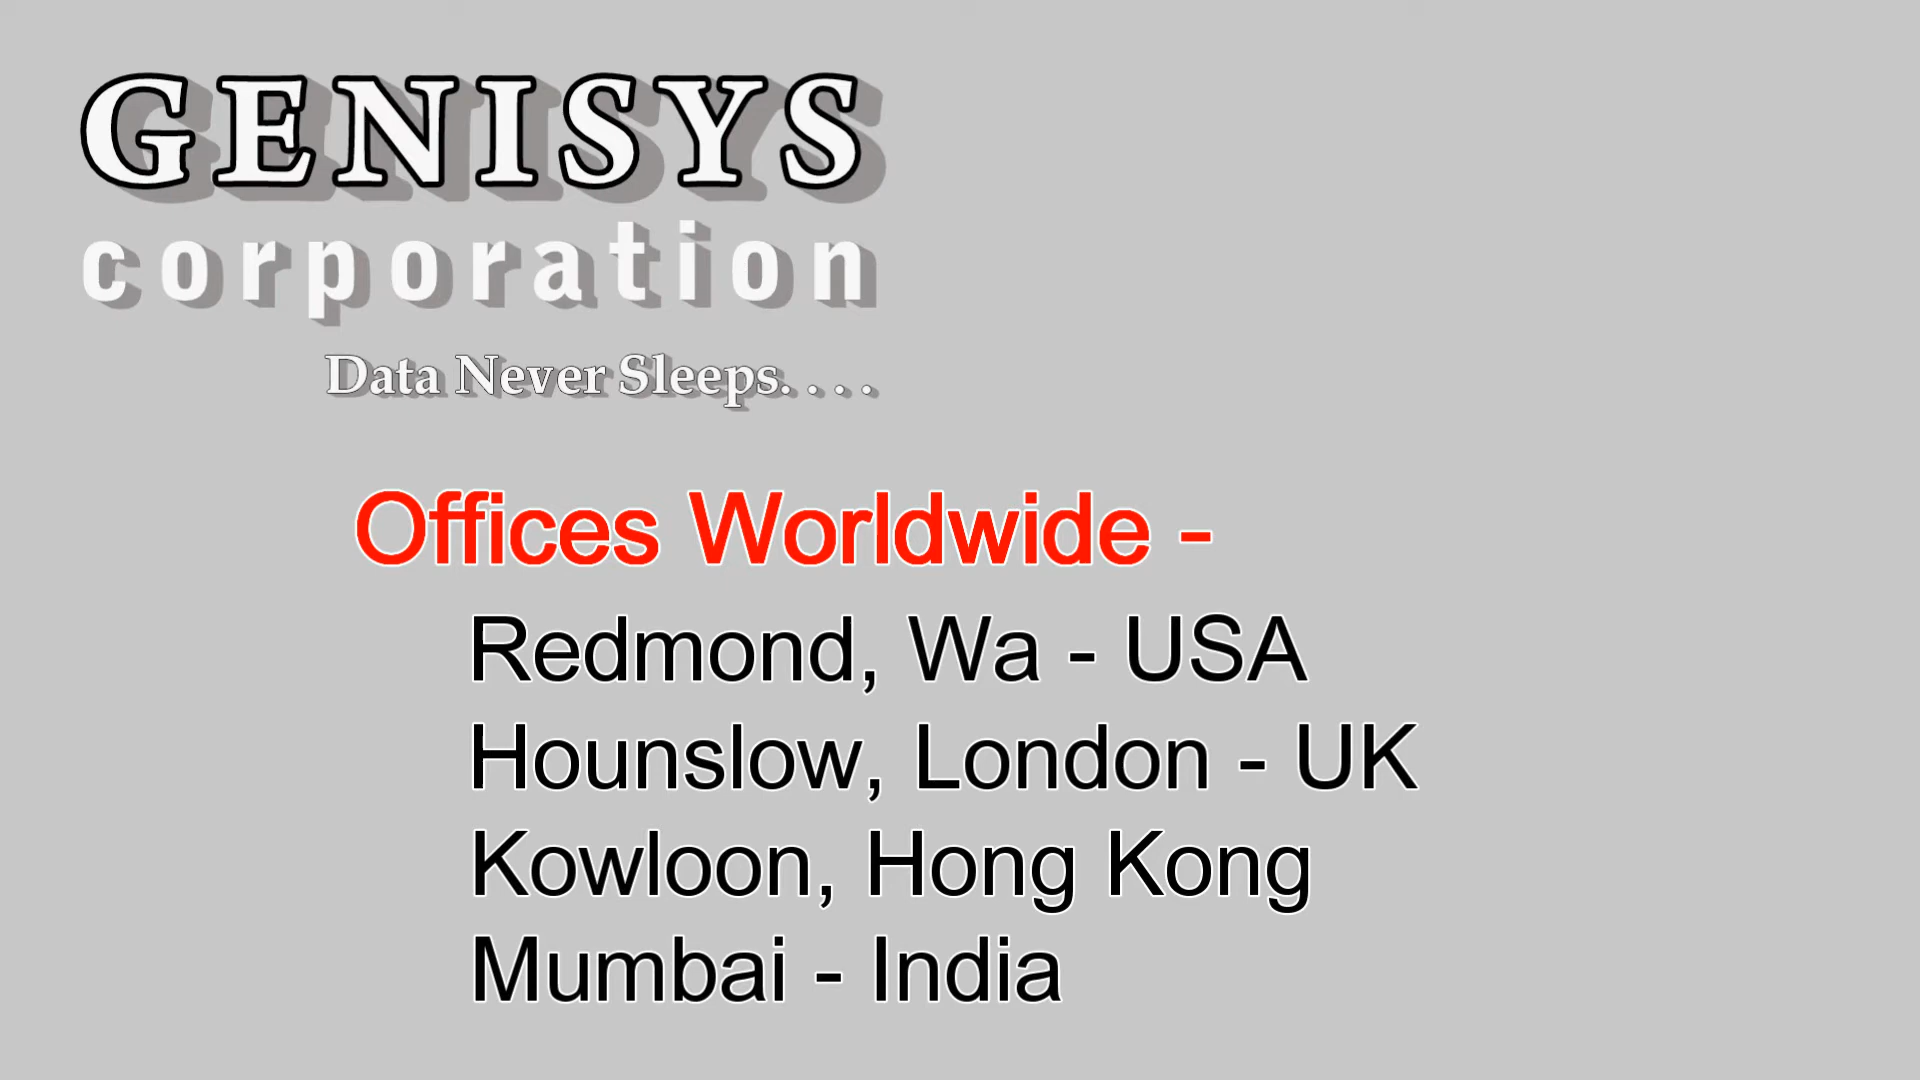 GENISYS
corporation
Data Never Sleeps. . . .
Offices Worldwide -
Redmond, Wa - USA
Hounslow, London - UK
Kowloon, Hong Kong
Mumbai - India